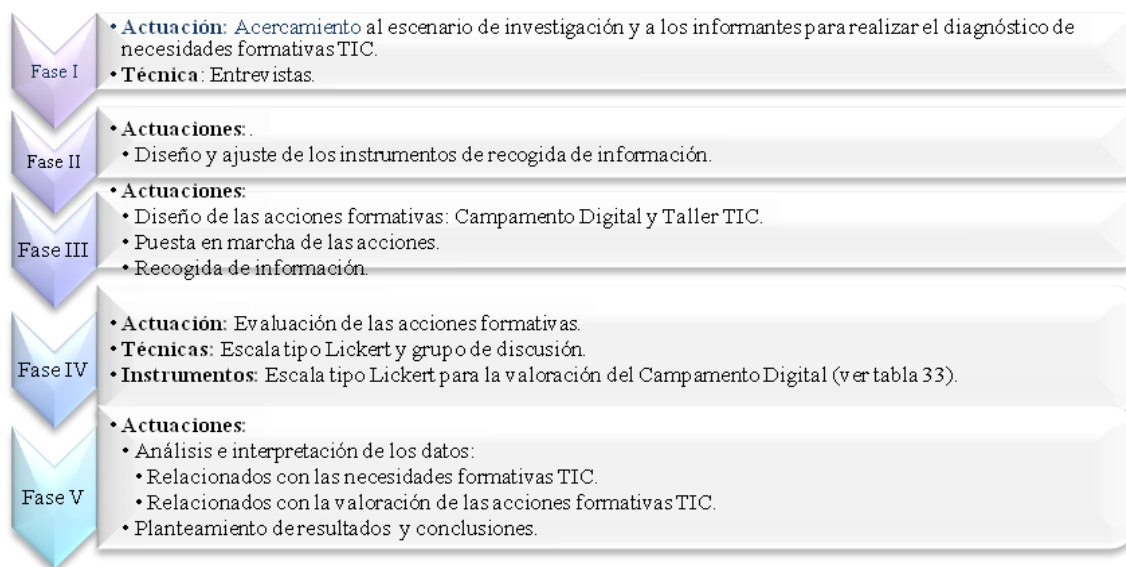 Fase I
• Actuación: Acercamiento al escenario de investigación y a los informantes para realizar el diagnóstico de
necesidades formativas TIC.
• Técnica: Entrevistas.
Fase II
• Actuaciones: .
• Diseño y ajuste de los instrumentos de recogida de información.
Fase III
• Actuaciones:
• Diseño de las acciones formativas: Campamento Digital y Taller TIC.
• Puesta en marcha de las acciones.
• Recogida de información.
Fase IV
• Actuación: Evaluación de las acciones formativas.
• Técnicas: Escala tipo Lickert y grupo de discusión.
• Instrumentos: Escala tipo Lickert para la valoración del Campamento Digital (ver tabla 33).
Fase V
• Actuaciones:
• Análisis e interpretación de los datos:
• Relacionados con las necesidades formativas TIC.
• Relacionados con la valoración de las acciones formativas TIC.
• Planteamiento de resultados y conclusiones.